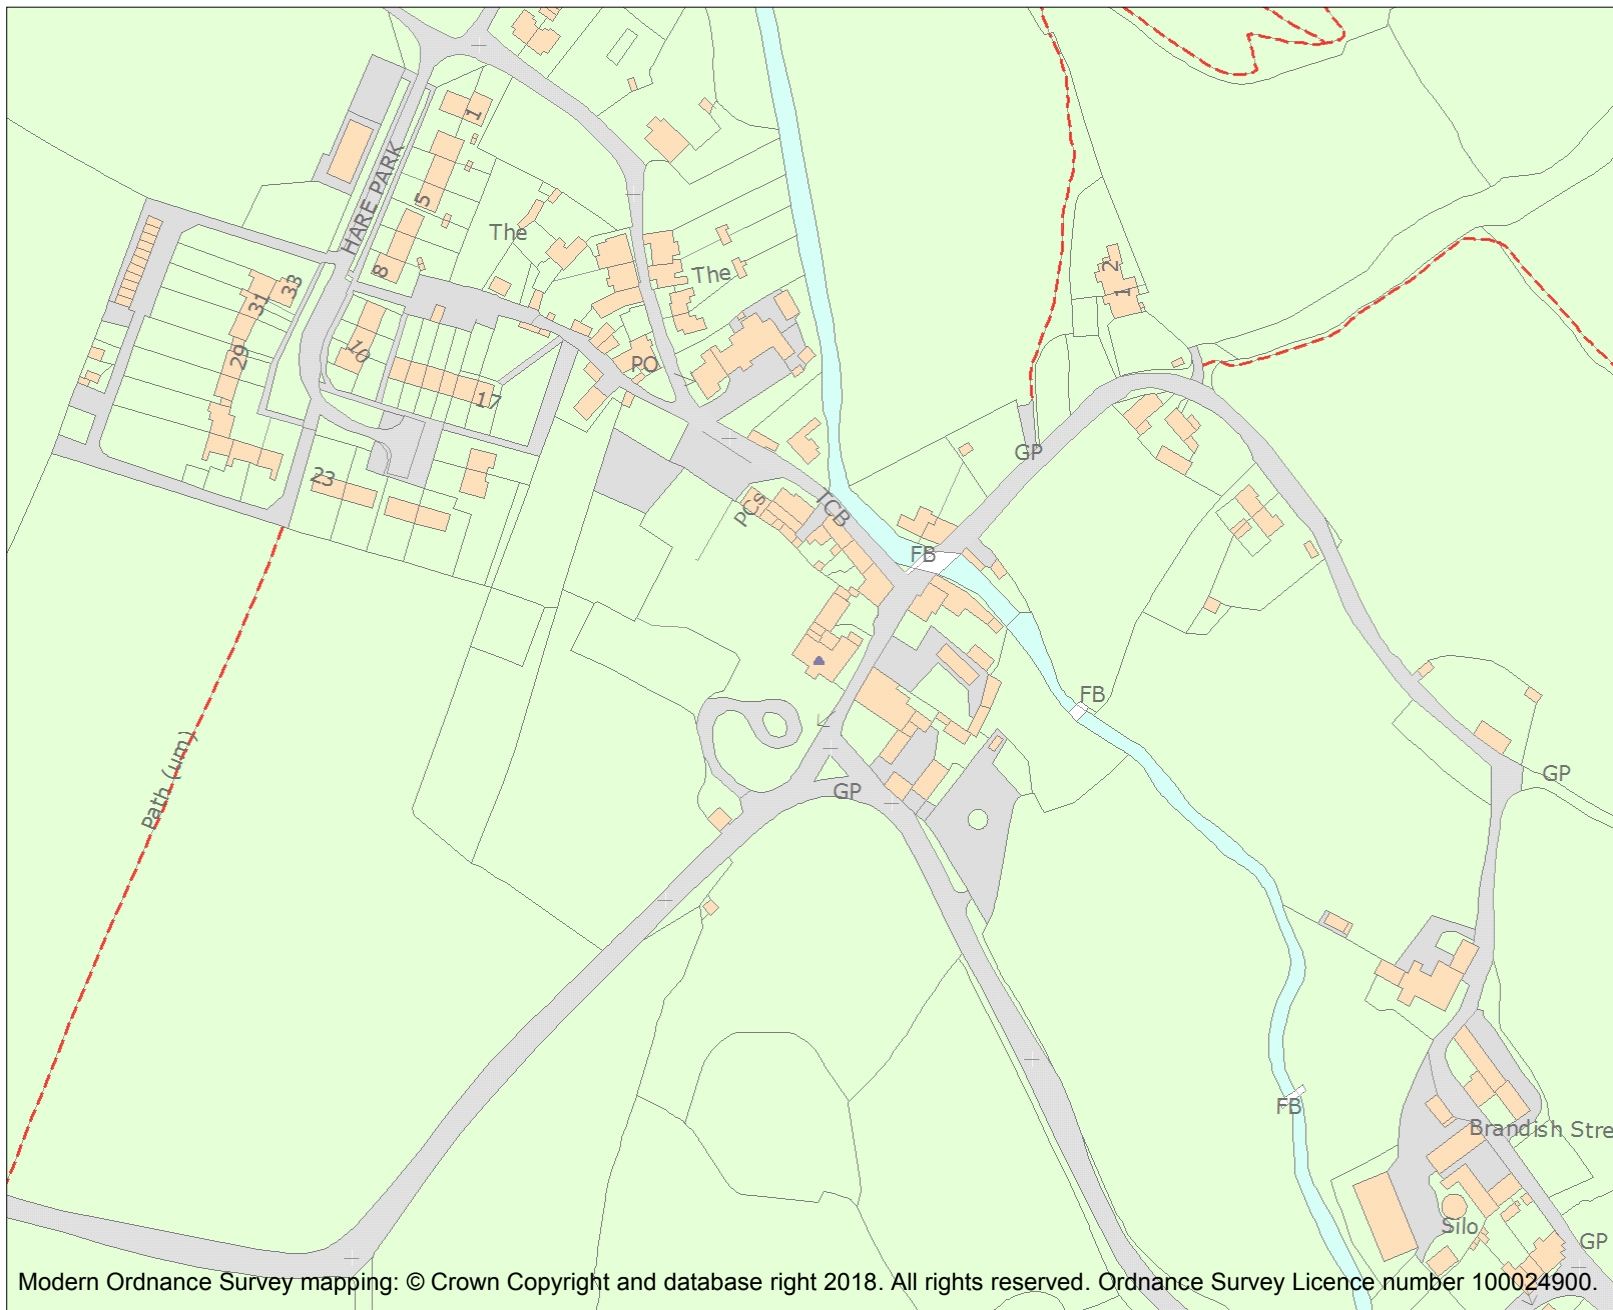 1
HARE PARK
5
The
8
The
33
31
10
29
PO
17
2
1
GP
23
PCs
TCB
FB
FB
Path (um)
GP
GP
FB
Brandish Stre
Silo
GP
Modern Ordnance Survey mapping: © Crown Copyright and database right 2018. All rights reserved. Ordnance Survey Licence number 100024900.